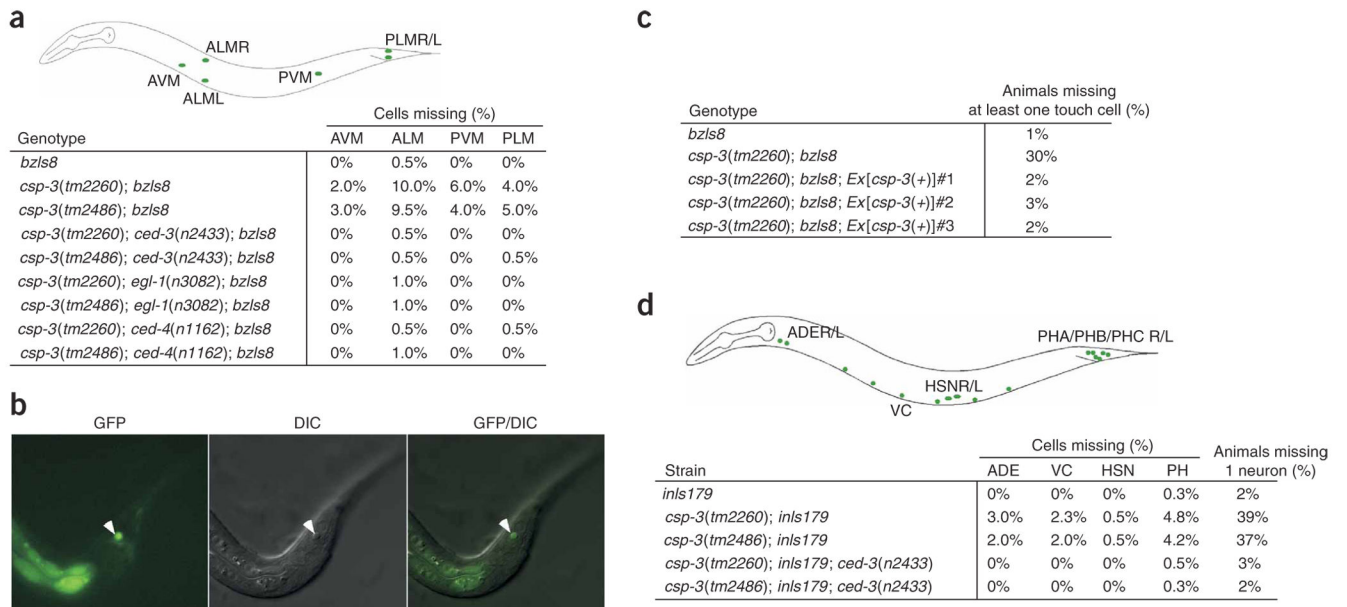 a
ALMR
PLMR/L
AVM
PVM
ALML
Cells missing (%)
Genotype AVM ALM PVM PLM
bzIs8 0% 0.5% 0% 0%
csp-3(tm2260); bzIs8 2.0% 10.0% 6.0% 4.0%
csp-3(tm2486); bzIs8 3.0% 9.5% 4.0% 5.0%
csp-3(tm2260); ced-3(n2433); bzIs8 0% 0.5% 0% 0%
csp-3(tm2486); ced-3(n2433); bzIs8 0% 0.5% 0% 0.5%
csp-3(tm2260); egl-1(n3082); bzIs8 0% 1.0% 0% 0%
csp-3(tm2486); egl-1(n3082); bzIs8 0% 1.0% 0% 0%
csp-3(tm2260); ced-4(n1162); bzIs8 0% 0.5% 0% 0.5%
csp-3(tm2486); ced-4(n1162); bzIs8 0% 1.0% 0% 0%
b
GFP DIC GFP/DIC
c
Animals missing
Genotype at least one touch cell (%)
bzIs8 1%
csp-3(tm2260); bzIs8 30%
csp-3(tm2260); bzIs8; Ex[csp-3(+)]#1 2%
csp-3(tm2260); bzIs8; Ex[csp-3(+)]#2 3%
csp-3(tm2260); bzIs8; Ex[csp-3(+)]#3 2%
d
ADER/L
PHA/PHB/PHC R/L
HSNR/L
VC
Cells missing (%) Animals missing
Strain ADE VC HSN PH 1 neuron (%)
inIs179 0% 0% 0% 0.3% 2%
csp-3(tm2260); inIs179 3.0% 2.3% 0.5% 4.8% 39%
csp-3(tm2486); inIs179 2.0% 2.0% 0.5% 4.2% 37%
csp-3(tm2260); inIs179; ced-3(n2433) 0% 0% 0% 0.5% 3%
csp-3(tm2486); inIs179; ced-3(n2433) 0% 0% 0% 0.3% 2%